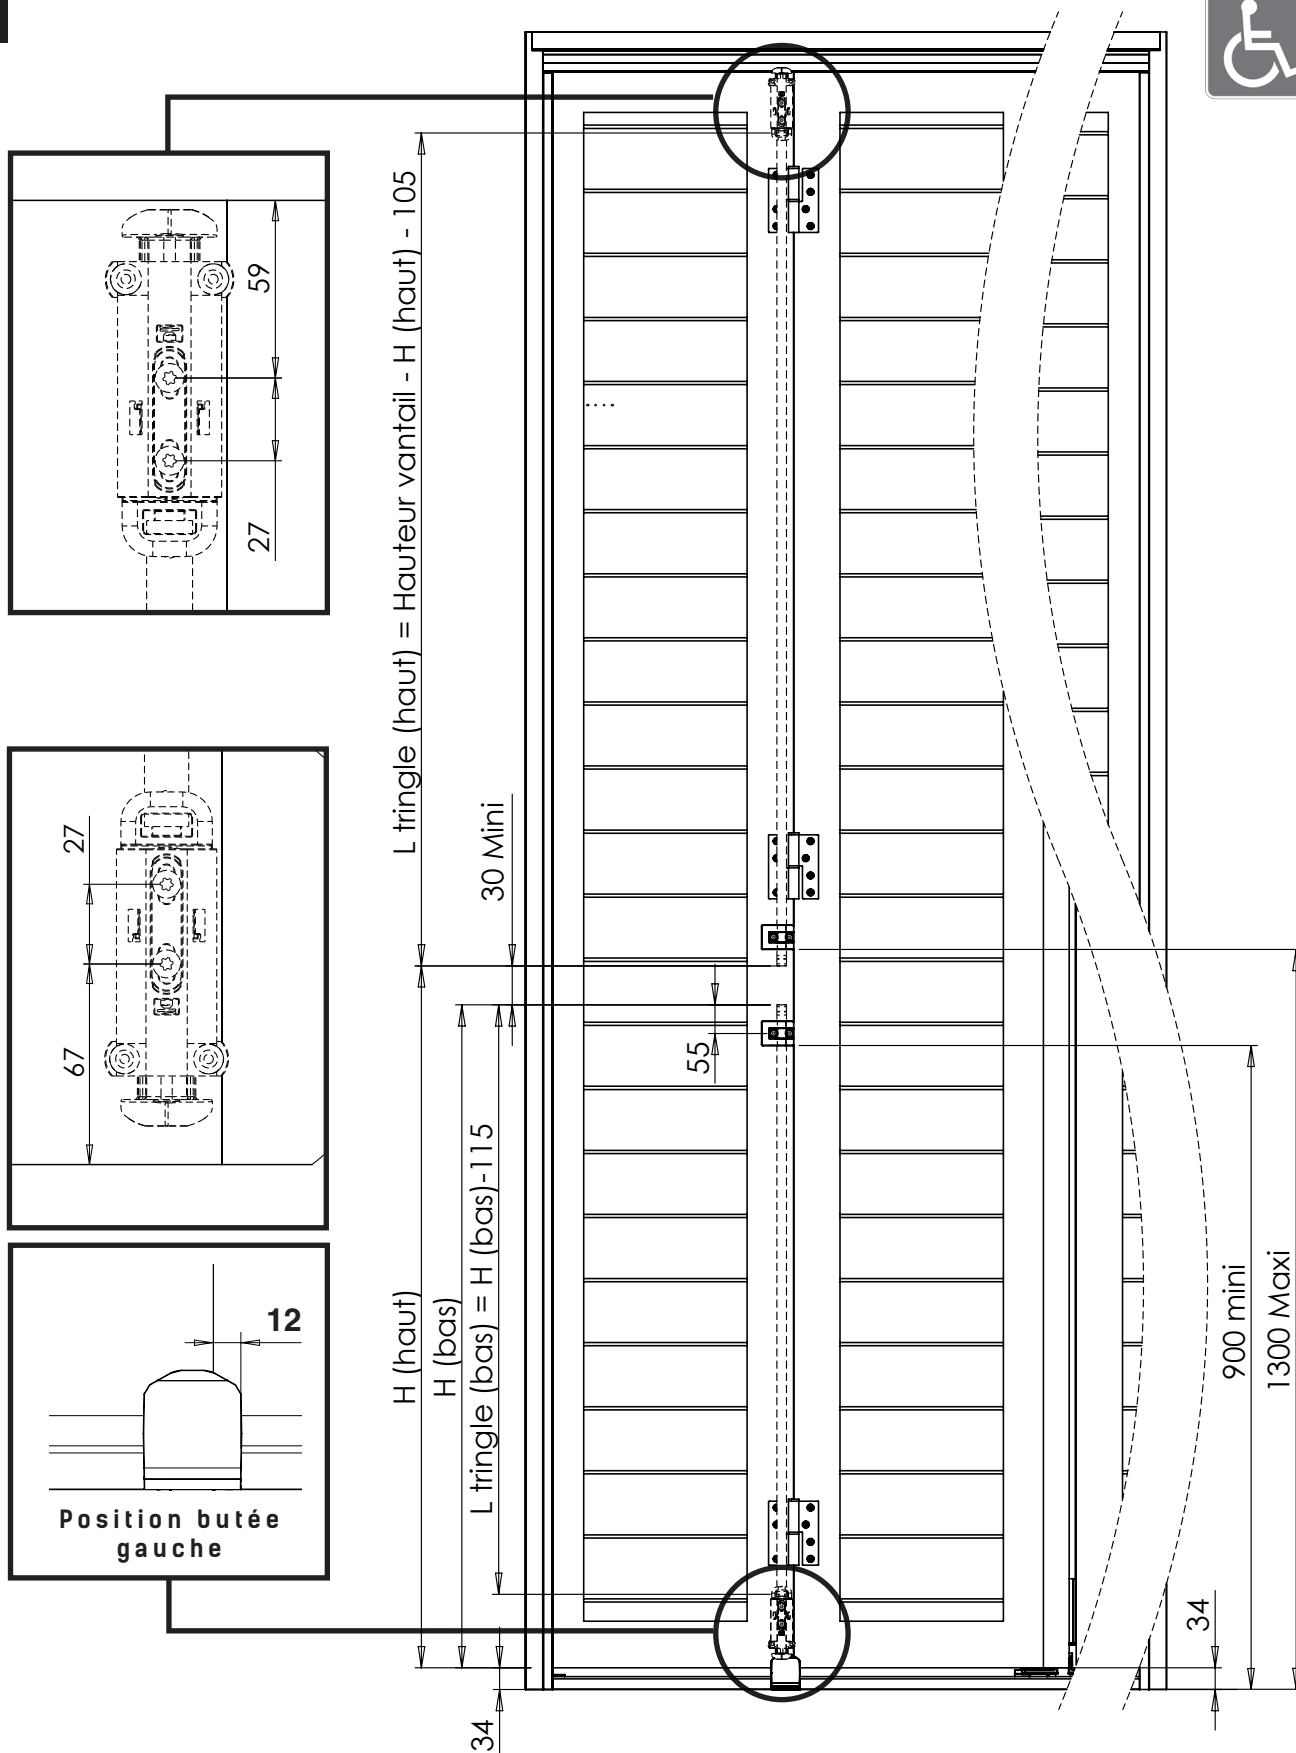 59
27
27
67
12
Position butée
gauche
L tringle (haut) = Hauteur vantail - H (haut) - 105
30 Mini
55
H (haut)
H (bas)
L tringle (bas) = H (bas)-115
34
900 mini
1300 Maxi
34